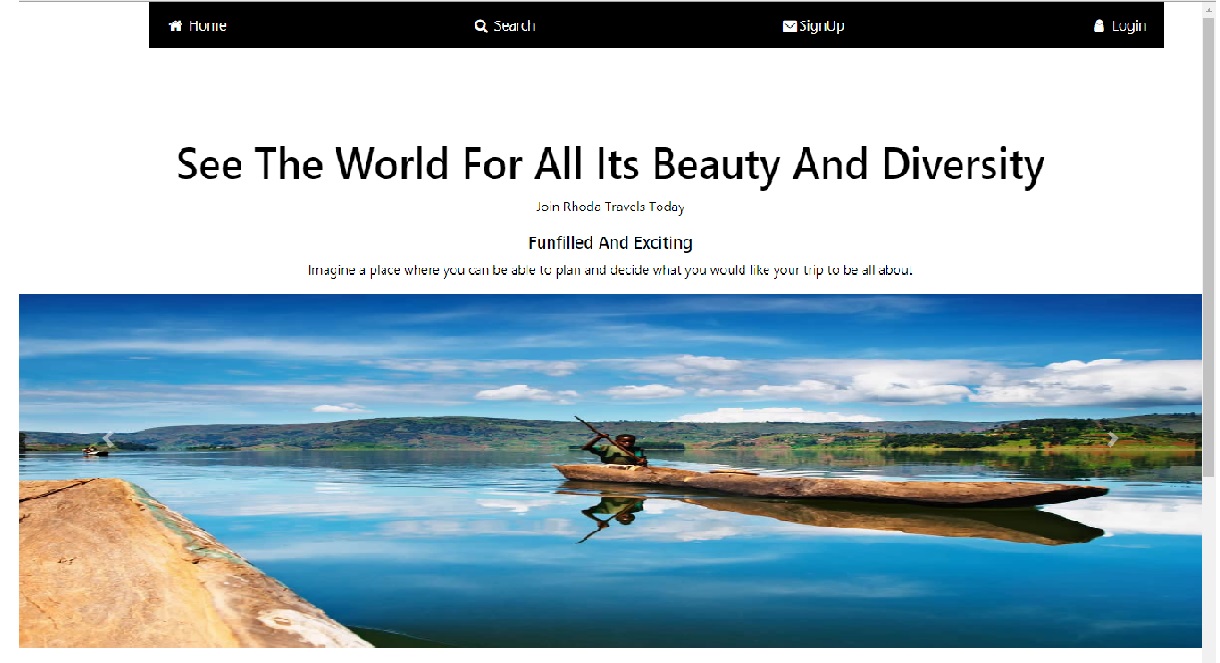 Home
Search
SignUp
Login
See The World For All Its Beauty And Diversity
Join Rhoda Travels Today
Funfilled And Exciting
Imagine a place where you can be able to plan and decide what you would like your trip to be all about